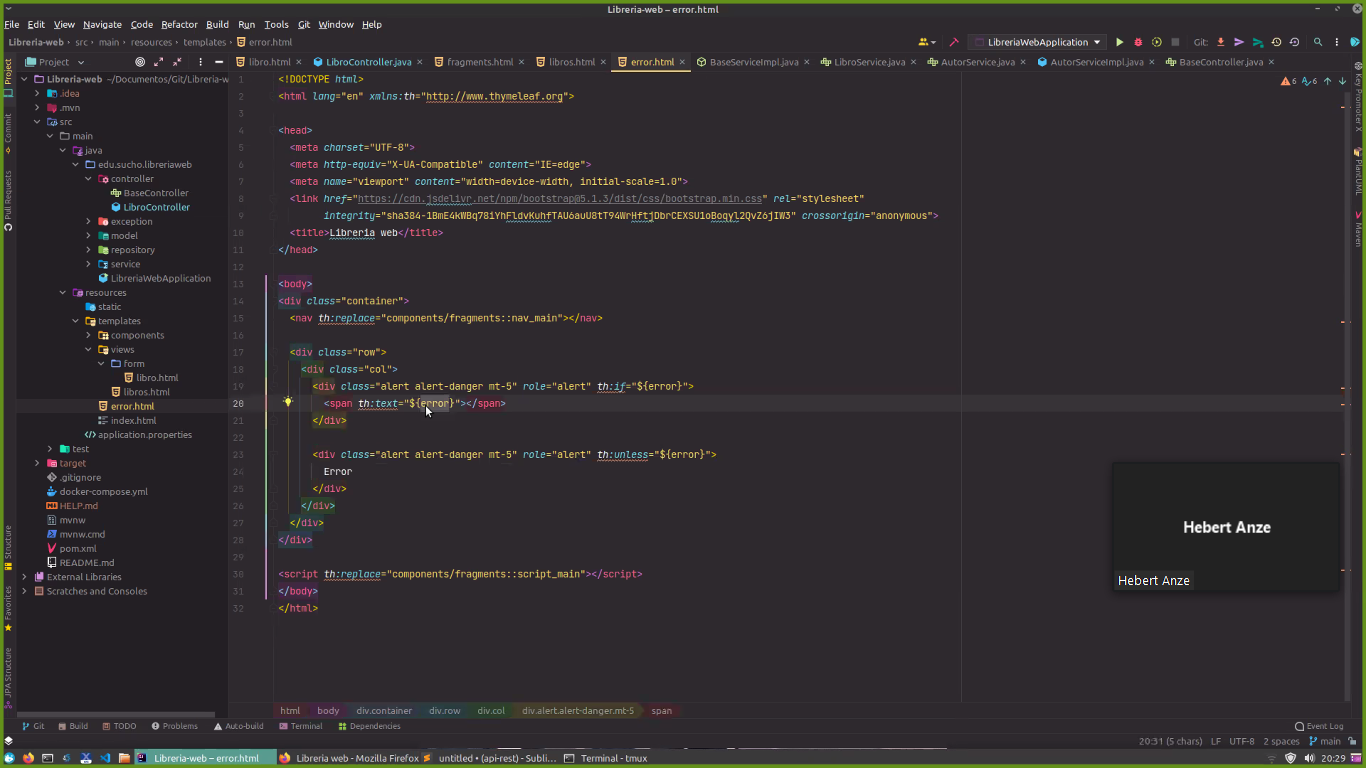 Libreria-web – error.html
File Edit View Navigate Code Refactor Build Run Tools Git Window Help
Libreria-web › src › main › resources › templates › error.html
LibreriaWebApplication
Git:
Project
libro.html
LibroController.java
fragments.html
libros.html
error.html
BaseServiceImpl.java
LibroService.java
AutorService.java
AutorServiceImpl.java
BaseController.java
Project
Commit
Pull Requests
Structure
Favorites
JPA Structure
Key Promoter X
PlantUML
Maven
Libreria-web ~/Documentos/Git/Libreria-w
.idea
.mvn
src
main
java
edu.sucho.libreriaweb
controller
BaseController
LibroController
exception
model
repository
service
LibreriaWebApplication
resources
static
templates
components
views
form
libro.html
libros.html
error.html
index.html
application.properties
test
target
.gitignore
docker-compose.yml
HELP.md
mvnw
mvnw.cmd
pom.xml
README.md
External Libraries
Scratches and Consoles
6 6
1 <!DOCTYPE html>
2 <html lang="en" xmlns:th="http://www.thymeleaf.org">
3
4 <head>
5 <meta charset="UTF-8">
6 <meta http-equiv="X-UA-Compatible" content="IE=edge">
7 <meta name="viewport" content="width=device-width, initial-scale=1.0">
8 <link href="https://cdn.jsdelivr.net/npm/bootstrap@5.1.3/dist/css/bootstrap.min.css" rel="stylesheet"
9 integrity="sha384-1BmE4kWBq78iYhFldvKuhfTAU6auU8tT94WrHftjDbrCEXSU1oBoqyl2QvZ6jIW3" crossorigin="anonymous">
10 <title>Libreria web</title>
11 </head>
12
13 <body>
14 <div class="container">
15 <nav th:replace="components/fragments::nav_main"></nav>
16
17 <div class="row">
18 <div class="col">
19 <div class="alert alert-danger mt-5" role="alert" th:if="${error}">
20 <span th:text="${error}"></span>
21 </div>
22
23 <div class="alert alert-danger mt-5" role="alert" th:unless="${error}">
24 Error
25 </div>
26 </div>
27 </div>
28 </div>
29
30 <script th:replace="components/fragments::script_main"></script>
31 </body>
32 </html>
Hebert Anze
Hebert Anze
html body div.container div.row div.col div.alert.alert-danger.mt-5 span
Git Build TODO Problems Auto-build Terminal Dependencies Event Log
20:31 (5 chars) LF UTF-8 2 spaces main
Libreria-web – error.html
Libreria web - Mozilla Firefox
untitled • (api-rest) - Subli...
Terminal - tmux
20:29